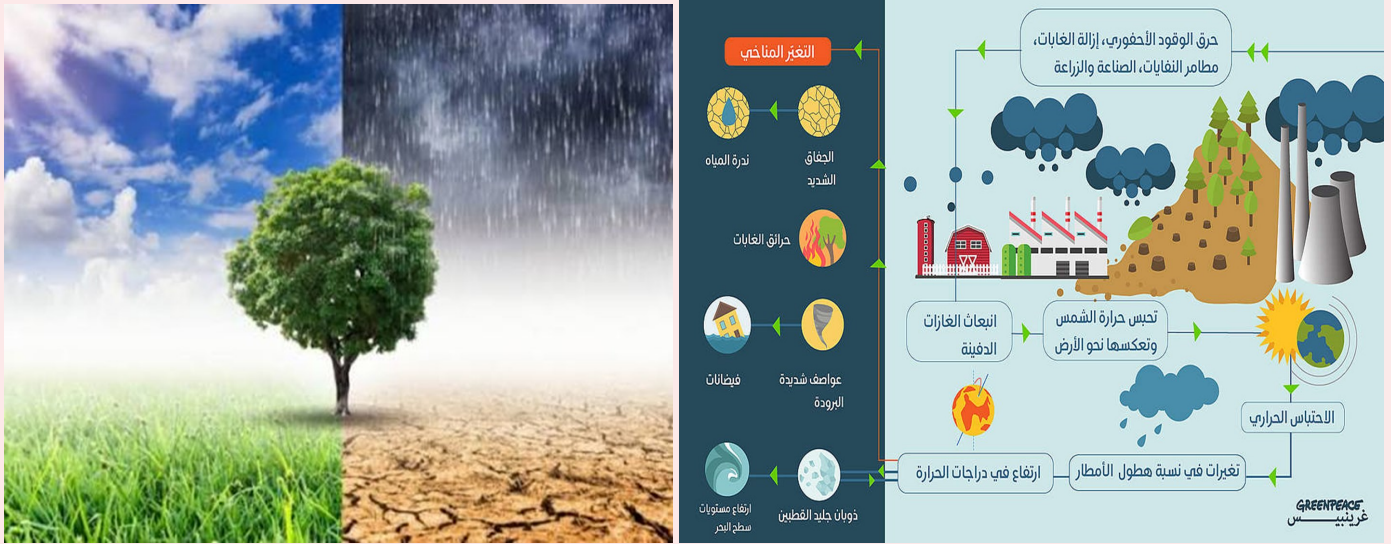 حرق الوقود الأحفوري، إزالة الغابات،
مطامر النفايات، الصناعة والزراعة
انبعاث الغازات
الدفينة
تحبس حرارة الشمس
وتعكسها نحو الأرض
الاحتباس الحراري
تغيرات في نسبة هطول الأمطار
ارتفاع في دراجات الحرارة
التغيّر المناخي
الجفاق
الشديد
ندرة المياه
حرائق الغابات
عواصف شديدة
البرودة
فيضانات
ذوبان جليد القطبين
ارتفاع مستويات
سطح البحر
GREENPEACE
غرينبيس